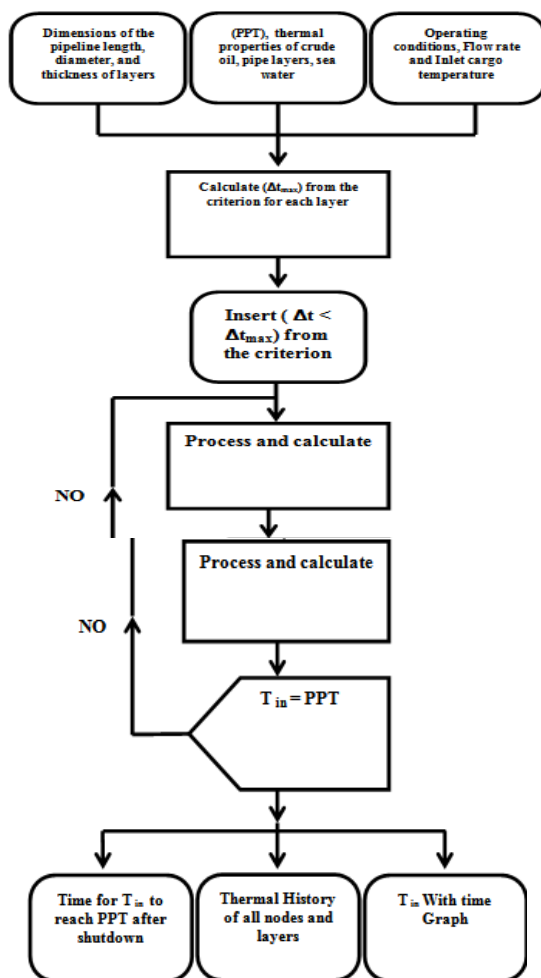 Dimensions of the
pipeline length,
diameter, and
thickness of layers
(PPT), thermal
properties of crude
oil, pipe layers, sea
water
Operating
conditions, Flow rate
and Inlet cargo
temperature
Calculate (Δtmax) from the
criterion for each layer
Insert ( Δt <
Δtmax) from
the criterion
Process and calculate
NO
Process and calculate
NO
T in = PPT
Time for T in to
reach PPT after
shutdown
Thermal History
of all nodes and
layers
T in With time
Graph